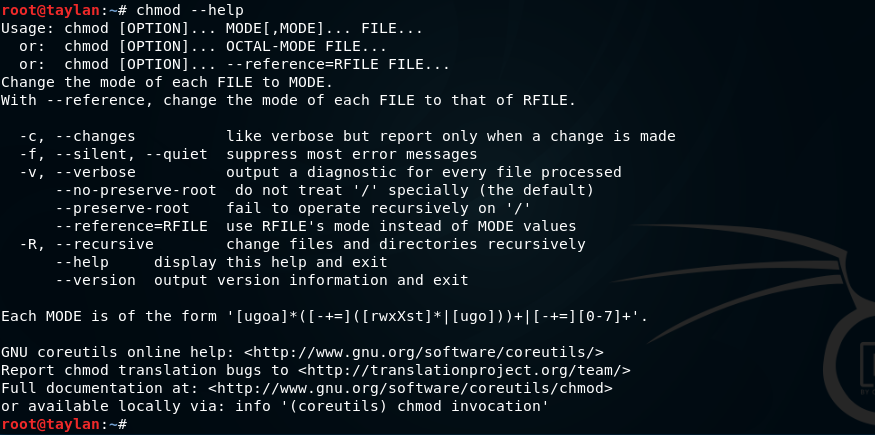 root@taylan:~# chmod --help
Usage: chmod [OPTION]... MODE[,MODE]... FILE...
  or:  chmod [OPTION]... OCTAL-MODE FILE...
  or:  chmod [OPTION]... --reference=RFILE FILE...
Change the mode of each FILE to MODE.
With --reference, change the mode of each FILE to that of RFILE.

  -c, --changes          like verbose but report only when a change is made
  -f, --silent, --quiet  suppress most error messages
  -v, --verbose          output a diagnostic for every file processed
      --no-preserve-root  do not treat '/' specially (the default)
      --preserve-root    fail to operate recursively on '/'
      --reference=RFILE  use RFILE's mode instead of MODE values
  -R, --recursive        change files and directories recursively
      --help     display this help and exit
      --version  output version information and exit

Each MODE is of the form '[ugoa]*([-+=]([rwxXst]*|[ugo]))+|[-+=][0-7]+'.

GNU coreutils online help: <http://www.gnu.org/software/coreutils/>
Report chmod translation bugs to <http://translationproject.org/team/>
Full documentation at: <http://www.gnu.org/software/coreutils/chmod>
or available locally via: info '(coreutils) chmod invocation'
root@taylan:~#